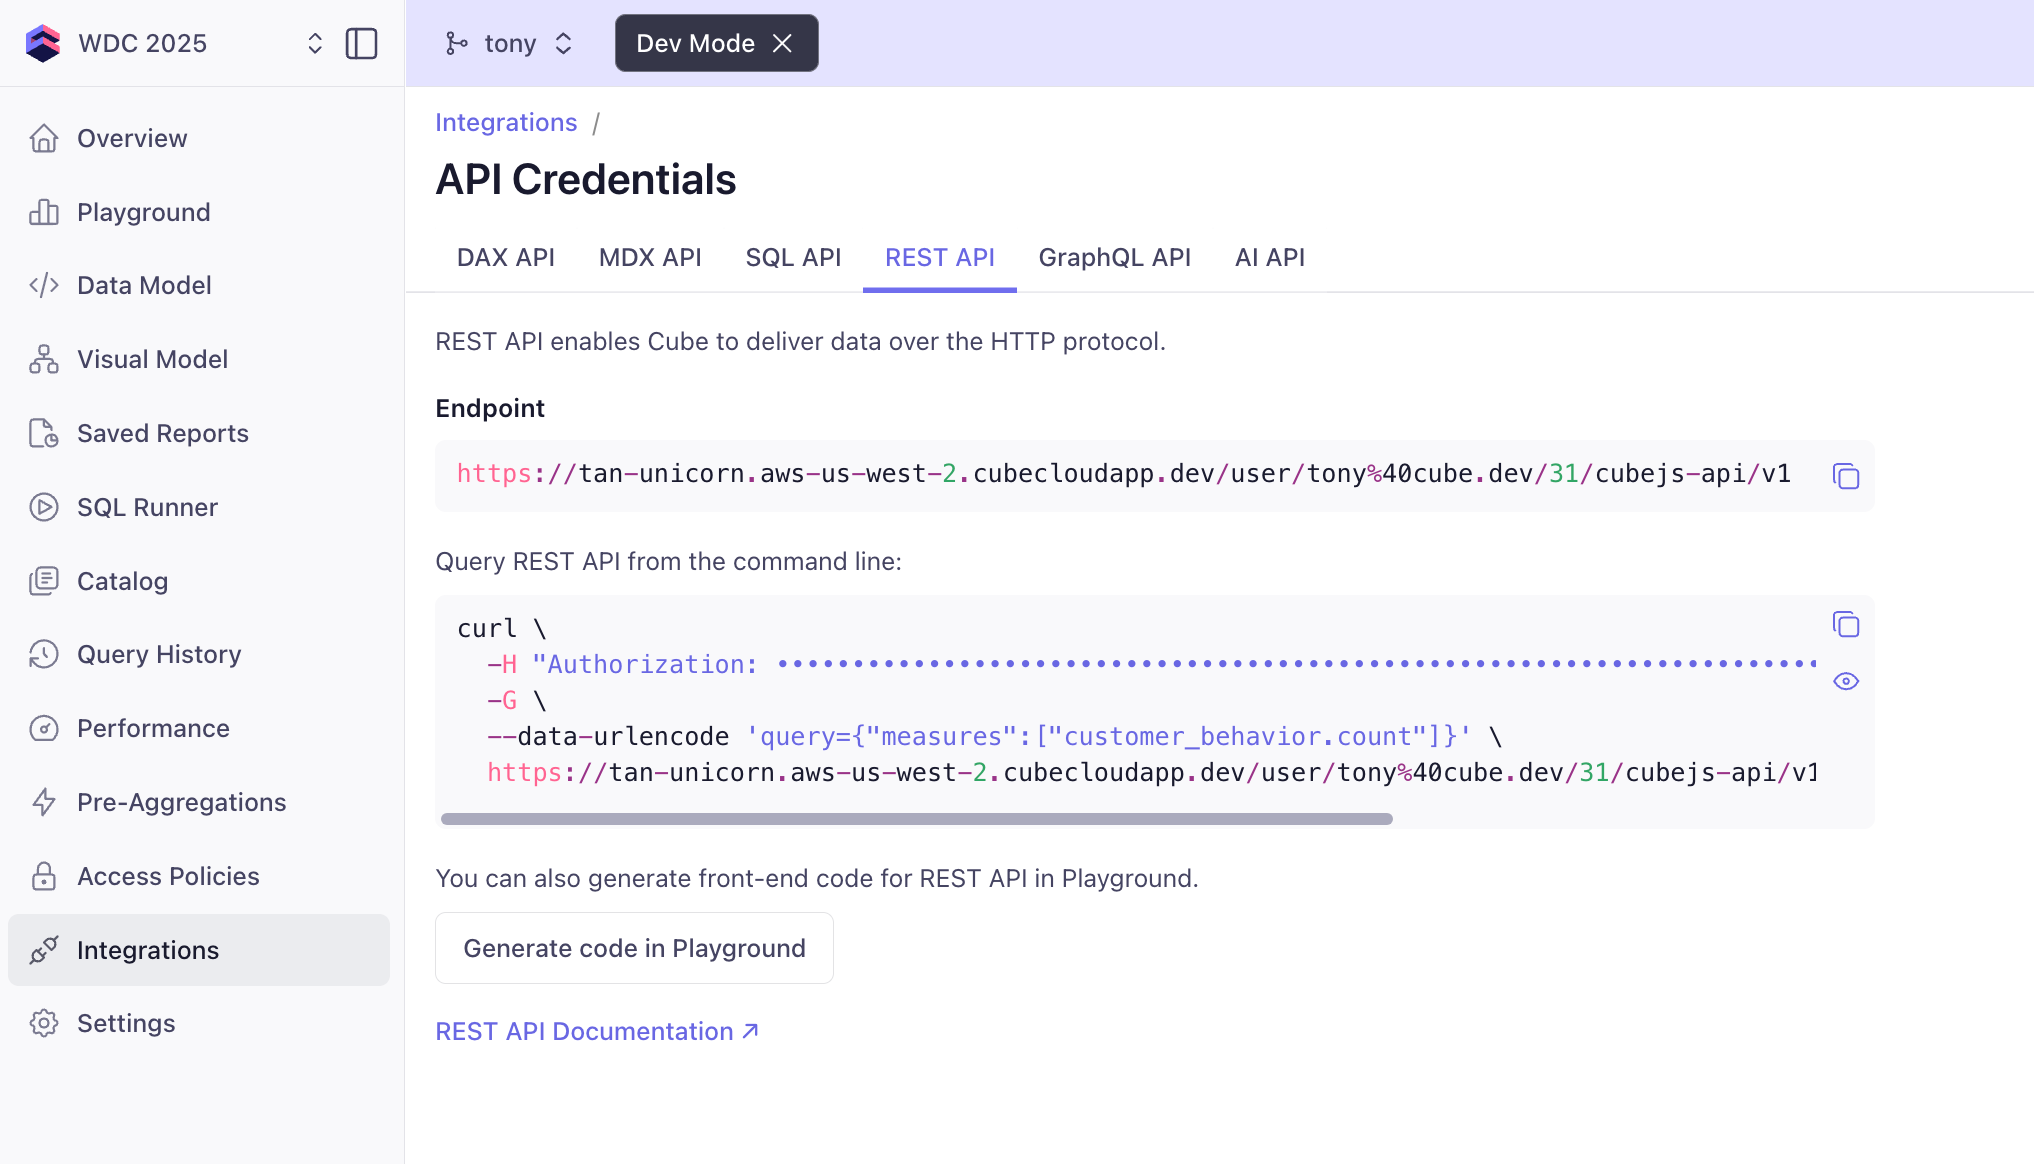 WDC 2025
tony
Dev Mode
Overview
Playground
Data Model
Visual Model
Saved Reports
SQL Runner
Catalog
Query History
Performance
Pre-Aggregations
Access Policies
Integrations
Settings
Integrations /
API Credentials
DAX API MDX API SQL API REST API GraphQL API AI API
REST API enables Cube to deliver data over the HTTP protocol.
Endpoint
https://tan-unicorn.aws-us-west-2.cubecloudapp.dev/user/tony%40cube.dev/31/cubejs-api/v1
Query REST API from the command line:
curl \
-H "Authorization: •••••••••••••••••••••••••••••••••••••••••••••••••••••••••••••••••••••
-G \
--data-urlencode 'query={"measures":["customer_behavior.count"]}' \
https://tan-unicorn.aws-us-west-2.cubecloudapp.dev/user/tony%40cube.dev/31/cubejs-api/v1
You can also generate front-end code for REST API in Playground.
Generate code in Playground
REST API Documentation ↗